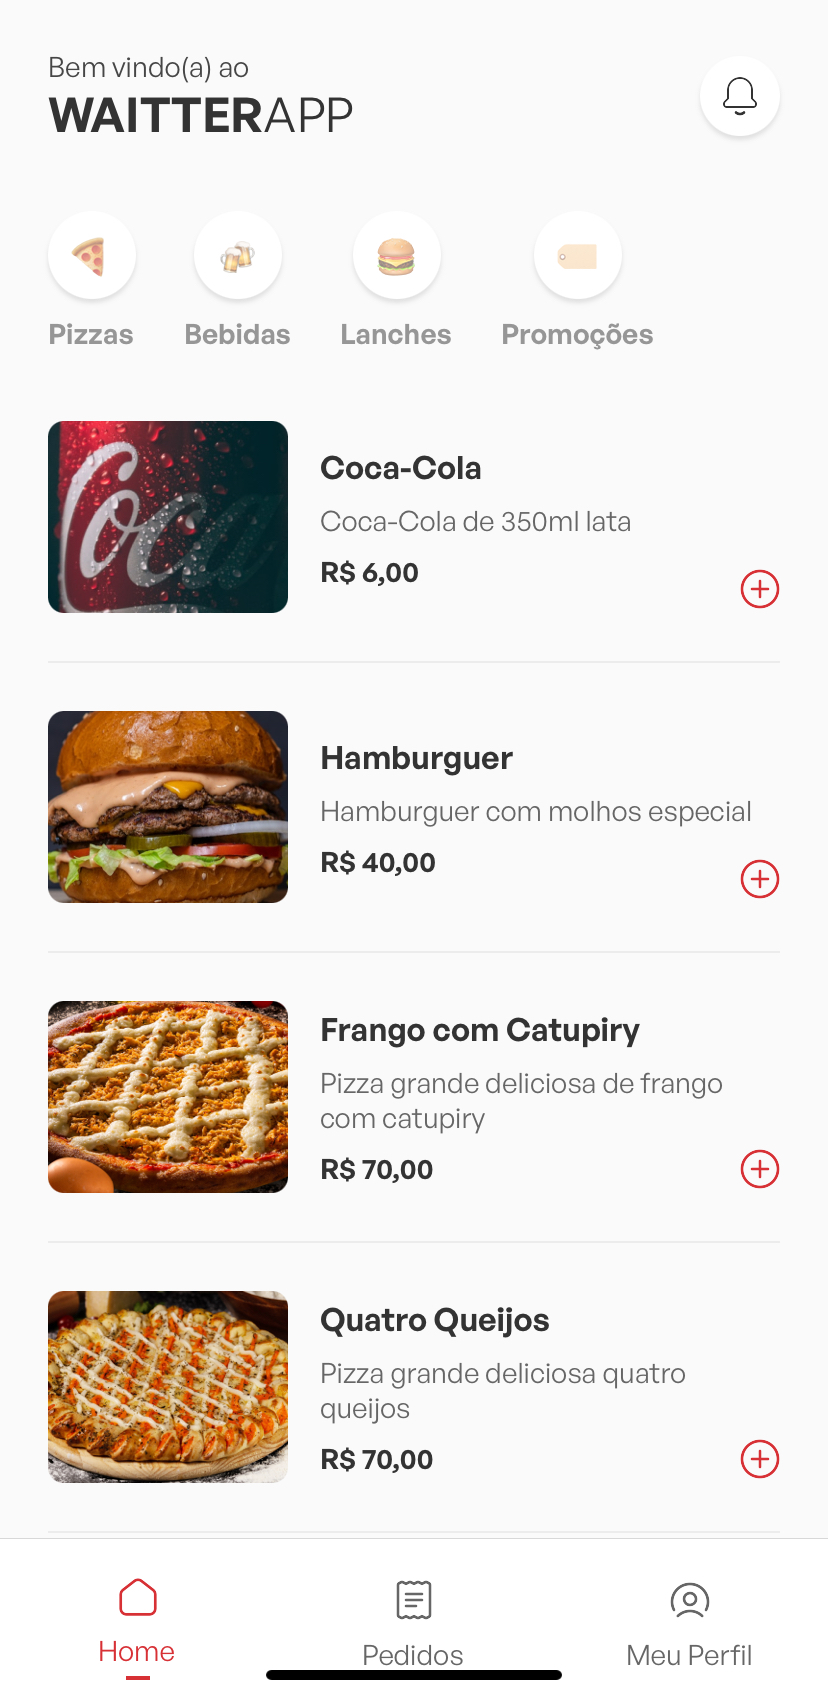 Bem vindo(a) ao
WAITTERAPP
Pizzas
Bebidas
Lanches
Promoções
Coca
Coca-Cola
Coca-Cola de 350ml lata
R$ 6,00
Hamburguer
Hamburguer com molhos especial
R$ 40,00
Frango com Catupiry
Pizza grande deliciosa de frango
com catupiry
R$ 70,00
Quatro Queijos
Pizza grande deliciosa quatro
queijos
R$ 70,00
Home
Pedidos
Meu Perfil